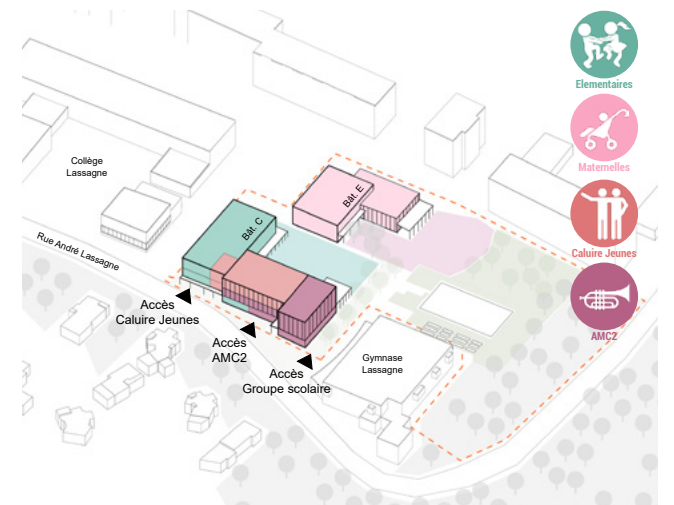 Elementaires
Maternelles
Caluire Jeunes
AMC2
Collège
Lassagne
Bât. E
Bât. C
Rue André Lassagne
Accès
Caluire Jeunes
Accès
AMC2
Accès
Groupe scolaire
Gymnase
Lassagne